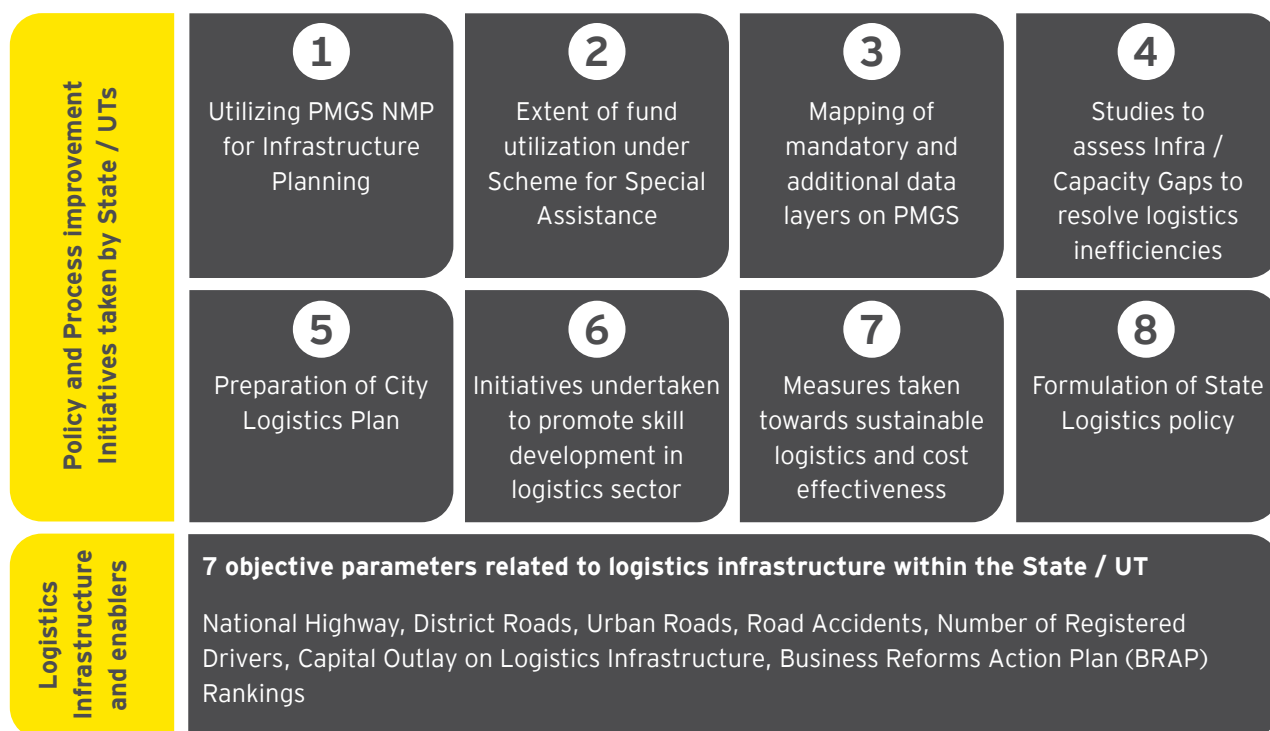 Policy and Process improvement
Initiatives taken by State / UTs
1
Utilizing PMGS NMP
for Infrastructure
Planning
2
Extent of fund
utilization under
Scheme for Special
Assistance
3
Mapping of
mandatory and
additional data
layers on PMGS
4
Studies to
assess Infra /
Capacity Gaps to
resolve logistics
inefficiencies
5
Preparation of City
Logistics Plan
6
Initiatives undertaken
to promote skill
development in
logistics sector
7
Measures taken
towards sustainable
logistics and cost
effectiveness
8
Formulation of State
Logistics policy
Logistics
Infrastructure
and enablers
7 objective parameters related to logistics infrastructure within the State / UT
National Highway, District Roads, Urban Roads, Road Accidents, Number of Registered
Drivers, Capital Outlay on Logistics Infrastructure, Business Reforms Action Plan (BRAP)
Rankings